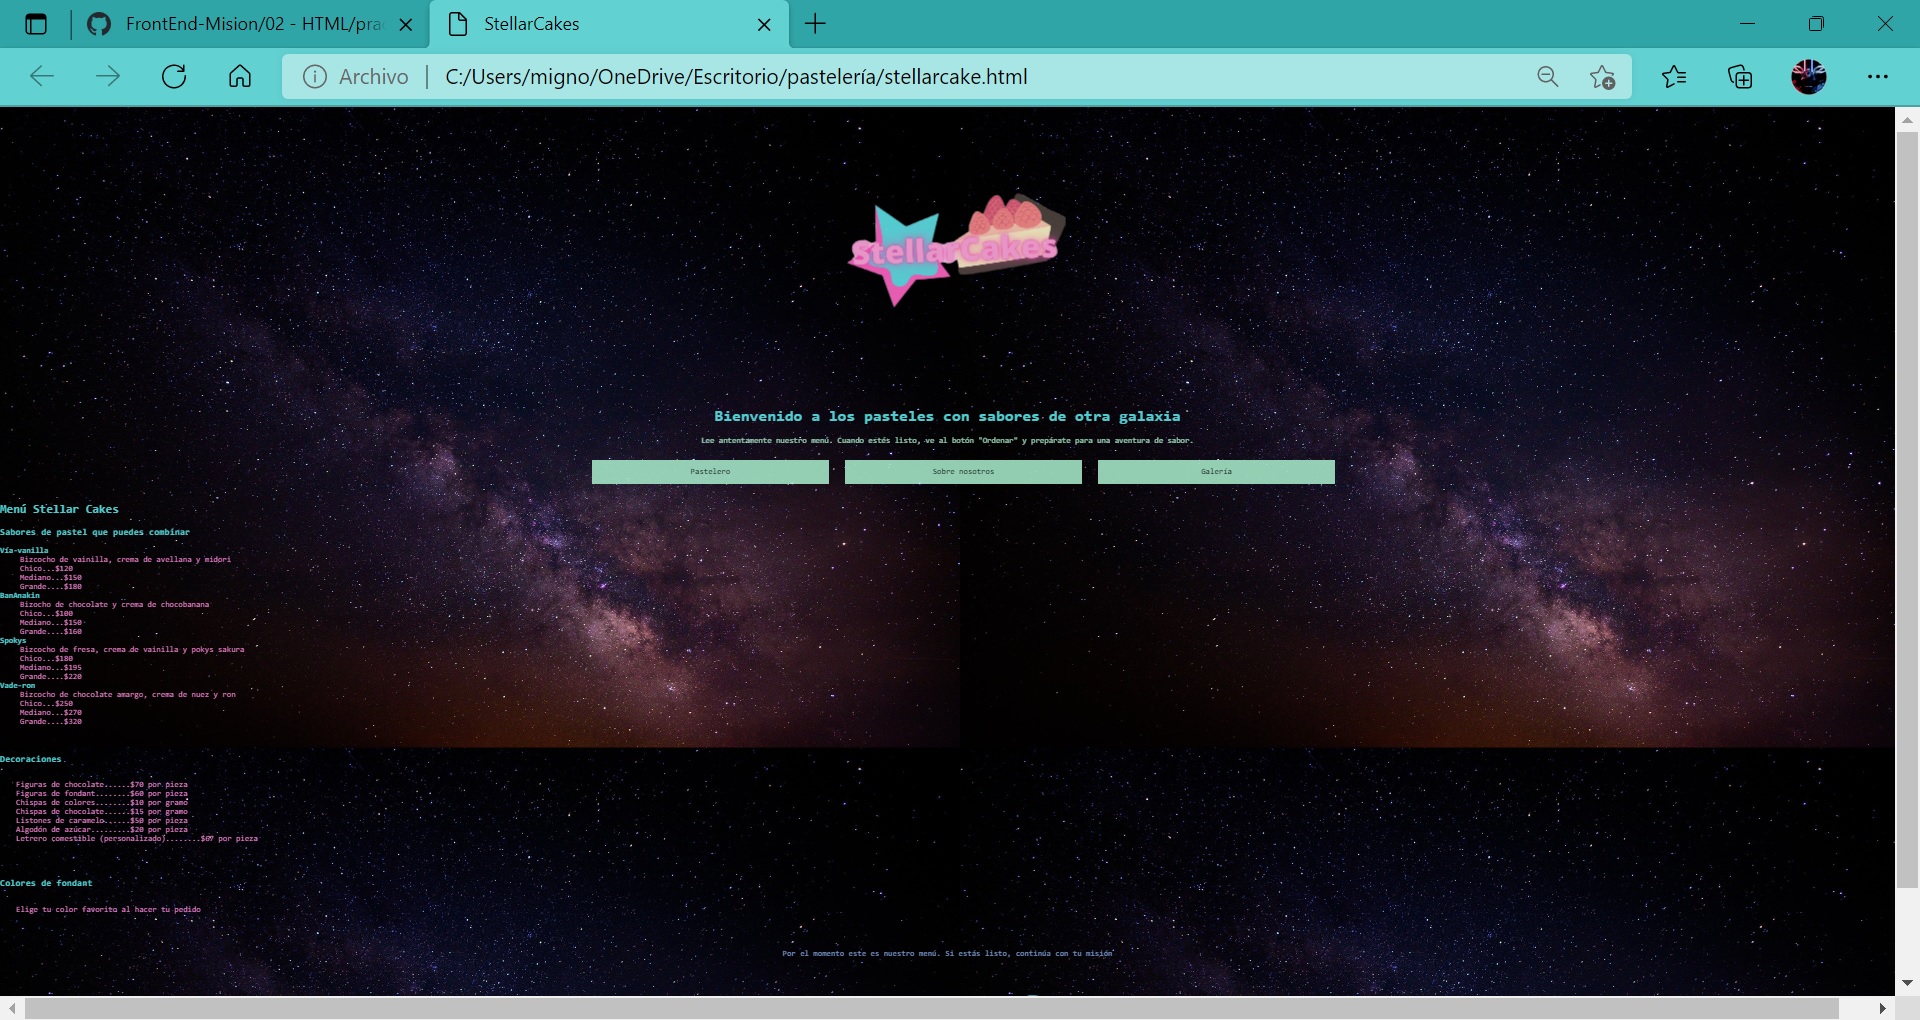 FrontEnd-Mision/02 - HTML/pra
StellarCakes
Archivo
C:/Users/migno/OneDrive/Escritorio/pastelería/stellarcake.html
StellarCakes
Bienvenido a los pasteles con sabores de otra galaxia
Lee antentamente nuestro menú. Cuando estés listo, ve al botón "Ordenar" y prepárate para una aventura de sabor.
Pastelero
Sobre nosotros
Galería
Menú Stellar Cakes
Sabores de pastel que puedes combinar
Vía-vanilla
Bizcocho de vainilla, crema de avellana y midori
Chico...$120
Mediano...$150
Grande....$180
BanAnakin
Bizocho de chocolate y crema de chocobanana
Chico...$100
Mediano...$150
Grande....$160
Spokys
Bizcocho de fresa, crema de vainilla y pokys sakura
Chico...$180
Mediano...$195
Grande....$220
Vade-ron
Bizcocho de chocolate amargo, crema de nuez y ron
Chico...$250
Mediano...$270
Grande....$320
Decoraciones
Figuras de chocolate......$70 por pieza
Figuras de fondant........$60 por pieza
Chispas de colores........$10 por gramo
Chispas de chocolate......$15 por gramo
Listones de caramelo......$50 por pieza
Algodón de azúcar.........$20 por pieza
Letrero comestible (personalizado)........$67 por pieza
Colores de fondant
Elige tu color favorito al hacer tu pedido
Por el momento este es nuestro menú. Si estás listo, continúa con tu misión